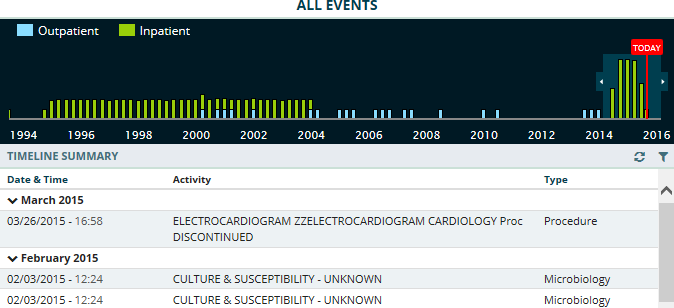 ALL EVENTS
Outpatient Inpatient
TODAY
1994 1996 1998 2000 2002 2004 2006 2008 2010 2012 2014 2016
TIMELINE SUMMARY
Date & Time Activity Type
March 2015
03/26/2015 - 16:58 ELECTROCARDIOGRAM ZZELECTROCARDIOGRAM CARDIOLOGY Proc Procedure
DISCONTINUED
February 2015
02/03/2015 - 12:24 CULTURE & SUSCEPTIBILITY - UNKNOWN Microbiology
02/03/2015 - 12:24 CULTURE & SUSCEPTIBILITY - UNKNOWN Microbiology